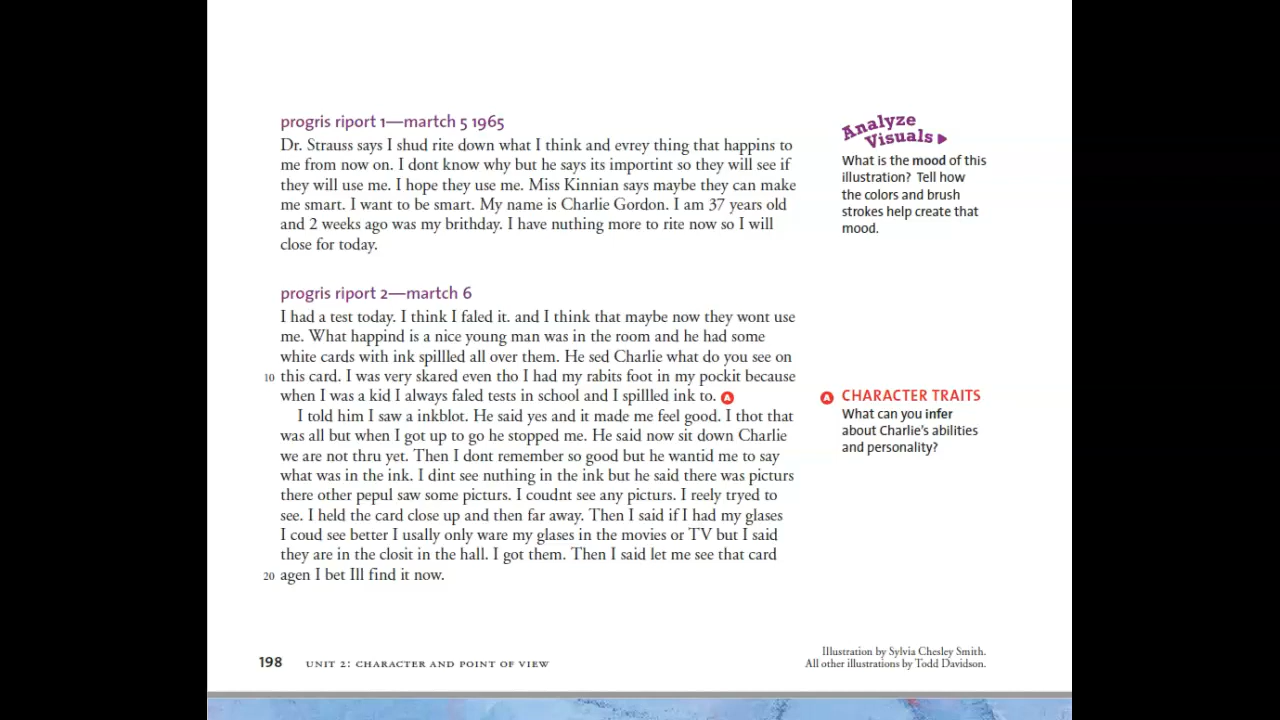 progris riport 1—martch 5 1965
Dr. Strauss says I shud rite down what I think and evrey thing that happins to
me from now on. I dont know why but he says its importint so they will see if
they will use me. I hope they use me. Miss Kinnian says maybe they can make
me smart. I want to be smart. My name is Charlie Gordon. I am 37 years old
and 2 weeks ago was my brithday. I have nuthing more to rite now so I will
close for today.
progris riport 2—martch 6
I had a test today. I think I faled it. and I think that maybe now they wont use
me. What happind is a nice young man was in the room and he had some
white cards with ink spillled all over them. He sed Charlie what do you see on
10 this card. I was very skared even tho I had my rabits foot in my pockit because
when I was a kid I always faled tests in school and I spillled ink to. A
I told him I saw a inkblot. He said yes and it made me feel good. I thot that
was all but when I got up to go he stopped me. He said now sit down Charlie
we are not thru yet. Then I dont remember so good but he wantid me to say
what was in the ink. I dint see nuthing in the ink but he said there was picturs
there other pepul saw some picturs. I coudnt see any picturs. I reely tryed to
see. I held the card close up and then far away. Then I said if I had my glases
I coud see better I usally only ware my glases in the movies or TV but I said
they are in the closit in the hall. I got them. Then I said let me see that card
20 agen I bet Ill find it now.
Analyze
Visuals
What is the mood of this
illustration? Tell how
the colors and brush
strokes help create that
mood.
A CHARACTER TRAITS
What can you infer
about Charlie's abilities
and personality?
198 UNIT 2: CHARACTER AND POINT OF VIEW
Illustration by Sylvia Chesley Smith.
All other illustrations by Todd Davidson.